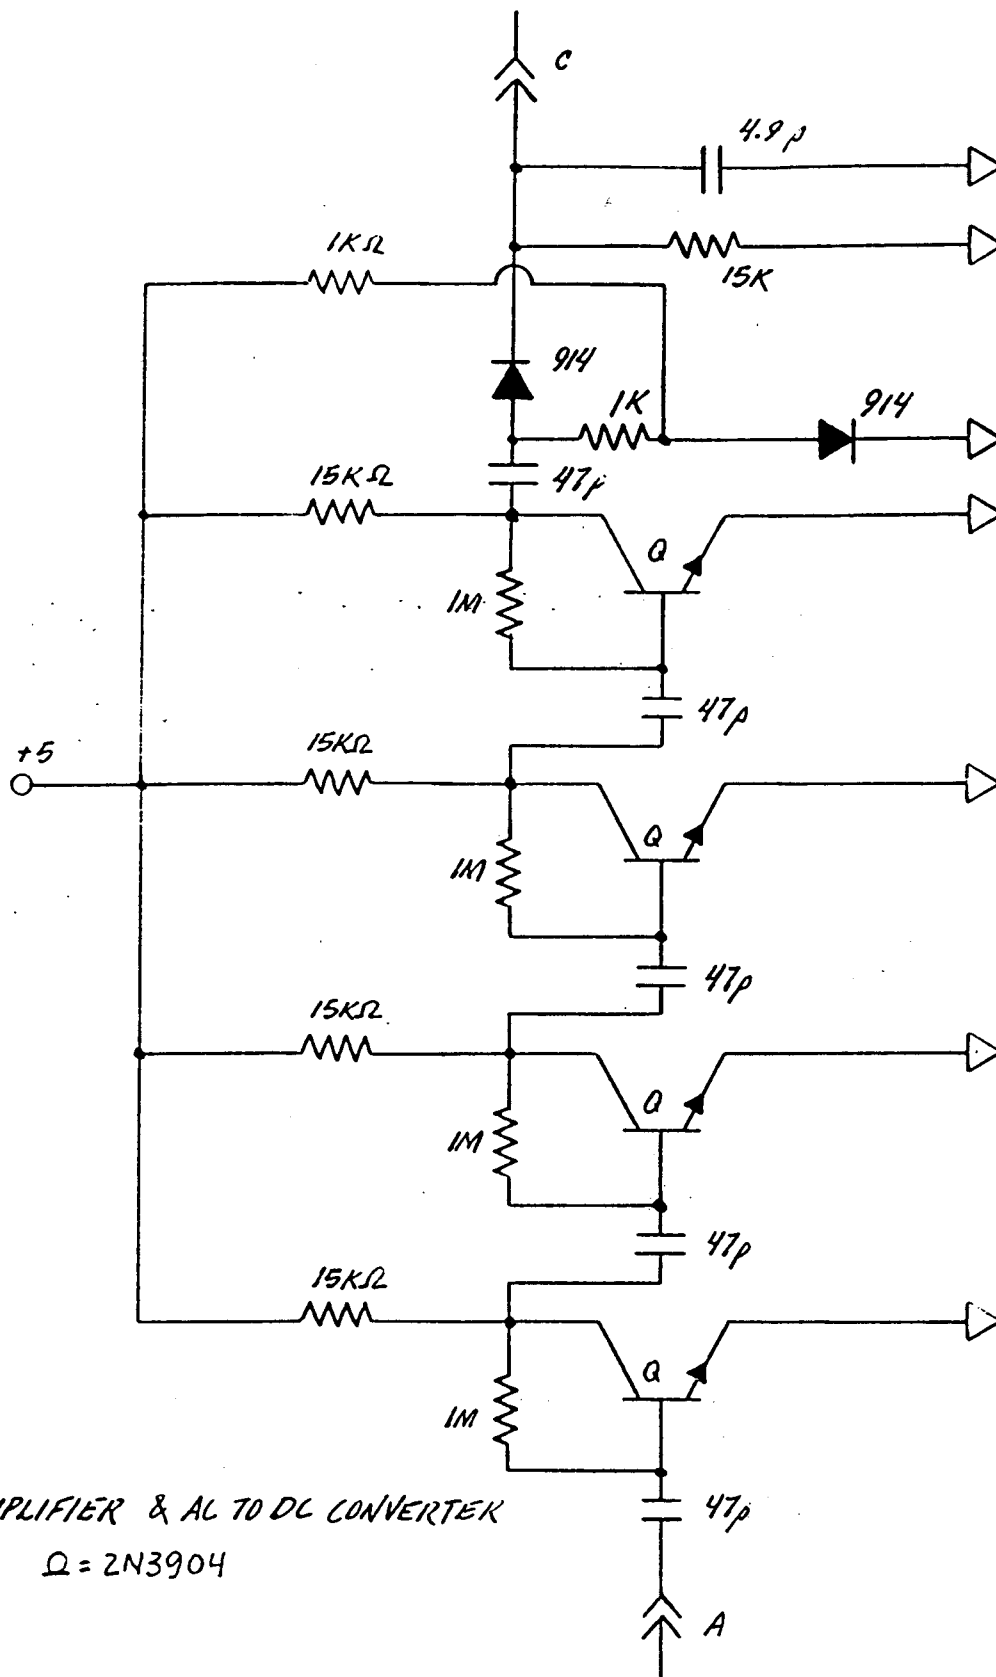 C
4.9p
1KΩ
15K
914
1K
914
15KΩ
47p
Q
1M
47p
+5
15KΩ
Q
1M
47p
15KΩ
Q
1M
47p
15KΩ
Q
1M
PLIFIER & AC TO DC CONVERTER
47p
Q = 2N3904
A